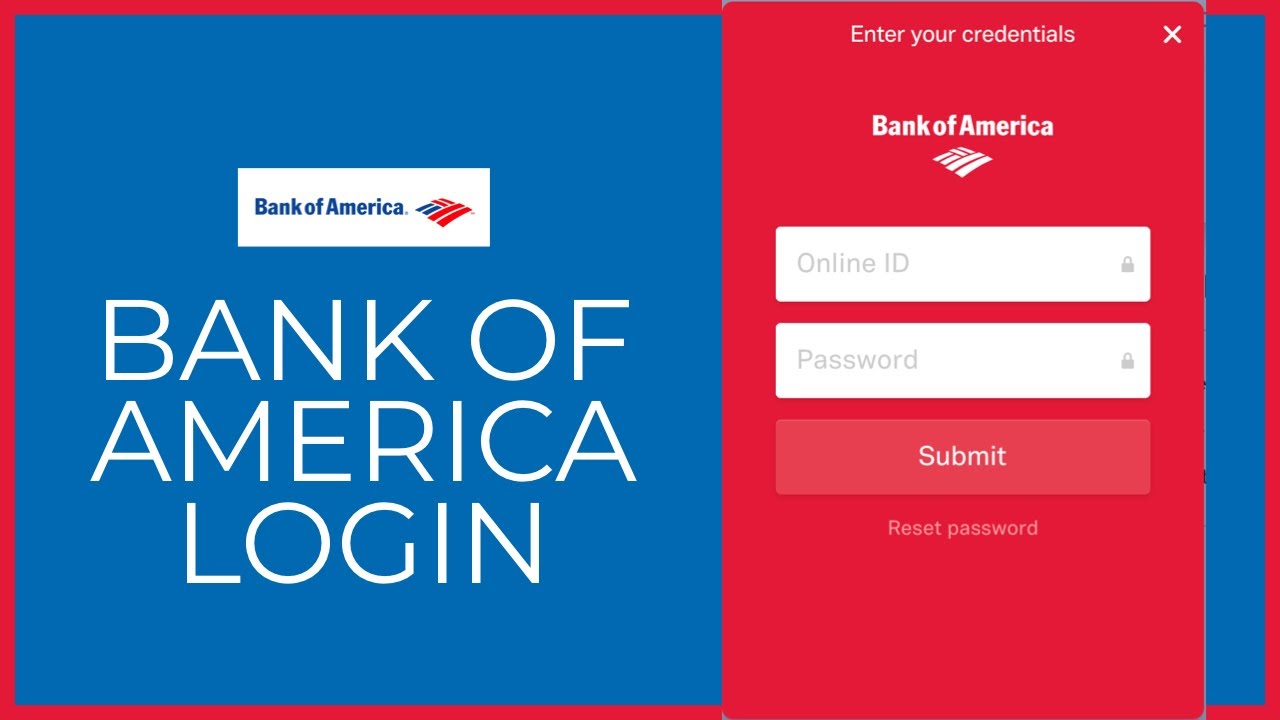 Bank of America
BANK OF
AMERICA
LOGIN
Enter your credentials
Bank of America
Online ID
Password
Submit
Reset password